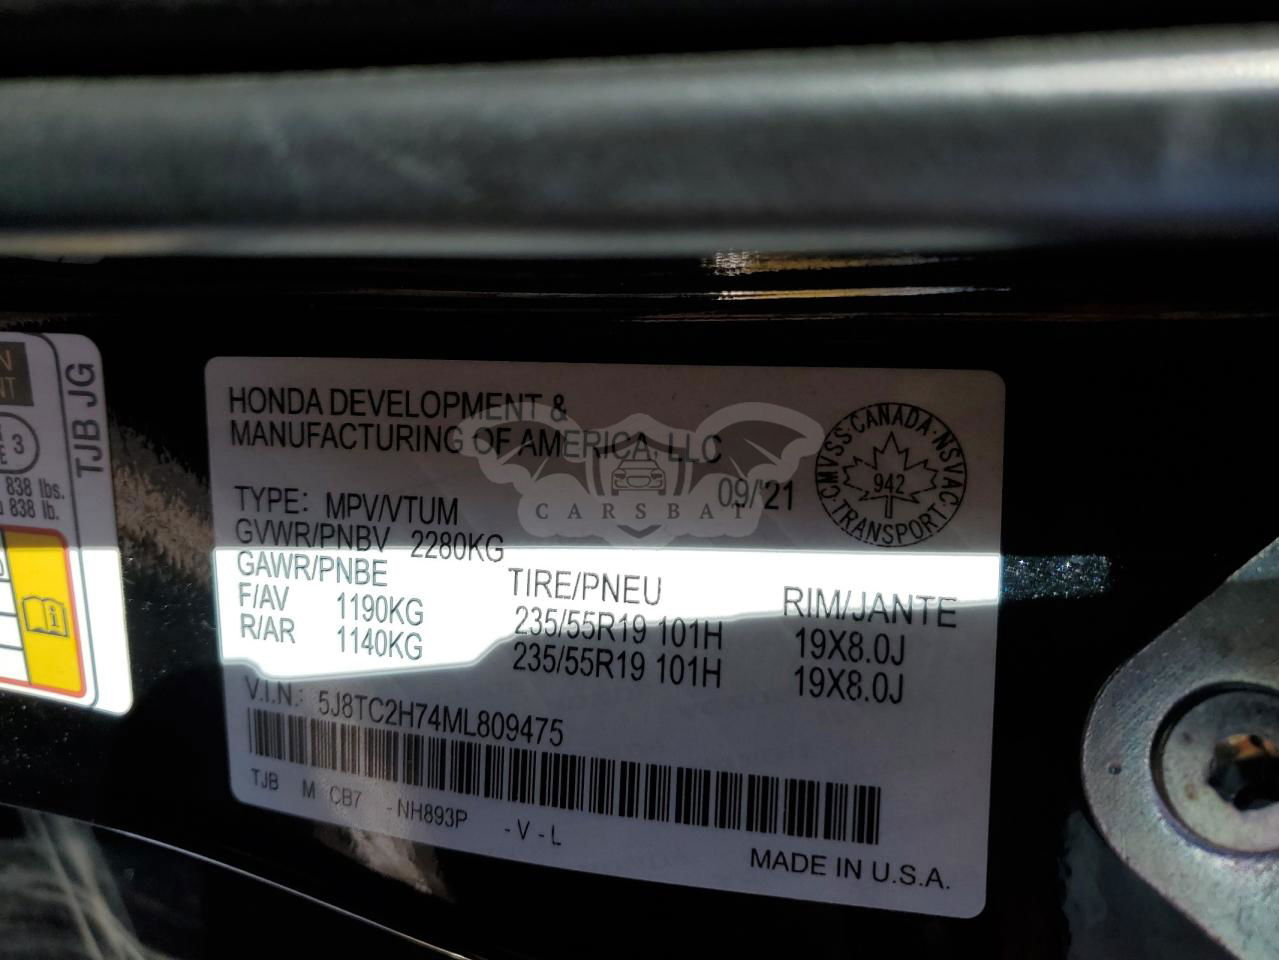 TJB JG
3
838 lbs.
838 lb.
HONDA DEVELOPMENT &
MANUFACTURING OF AMERICA, LLC
09/'21
CMVSS·CANADA·NSVAC·
942
TRANSPORT
CARSBAT
TYPE: MPV/VTUM
GVWR/PNBV 2280KG
GAWR/PNBE TIRE/PNEU RIM/JANTE
F/AV 1190KG 235/55R19 101H 19X8.0J
R/AR 1140KG 235/55R19 101H 19X8.0J
V.I.N.: 5J8TC2H74ML809475
TJB M CB7 -NH893P -V-L
MADE IN U.S.A.